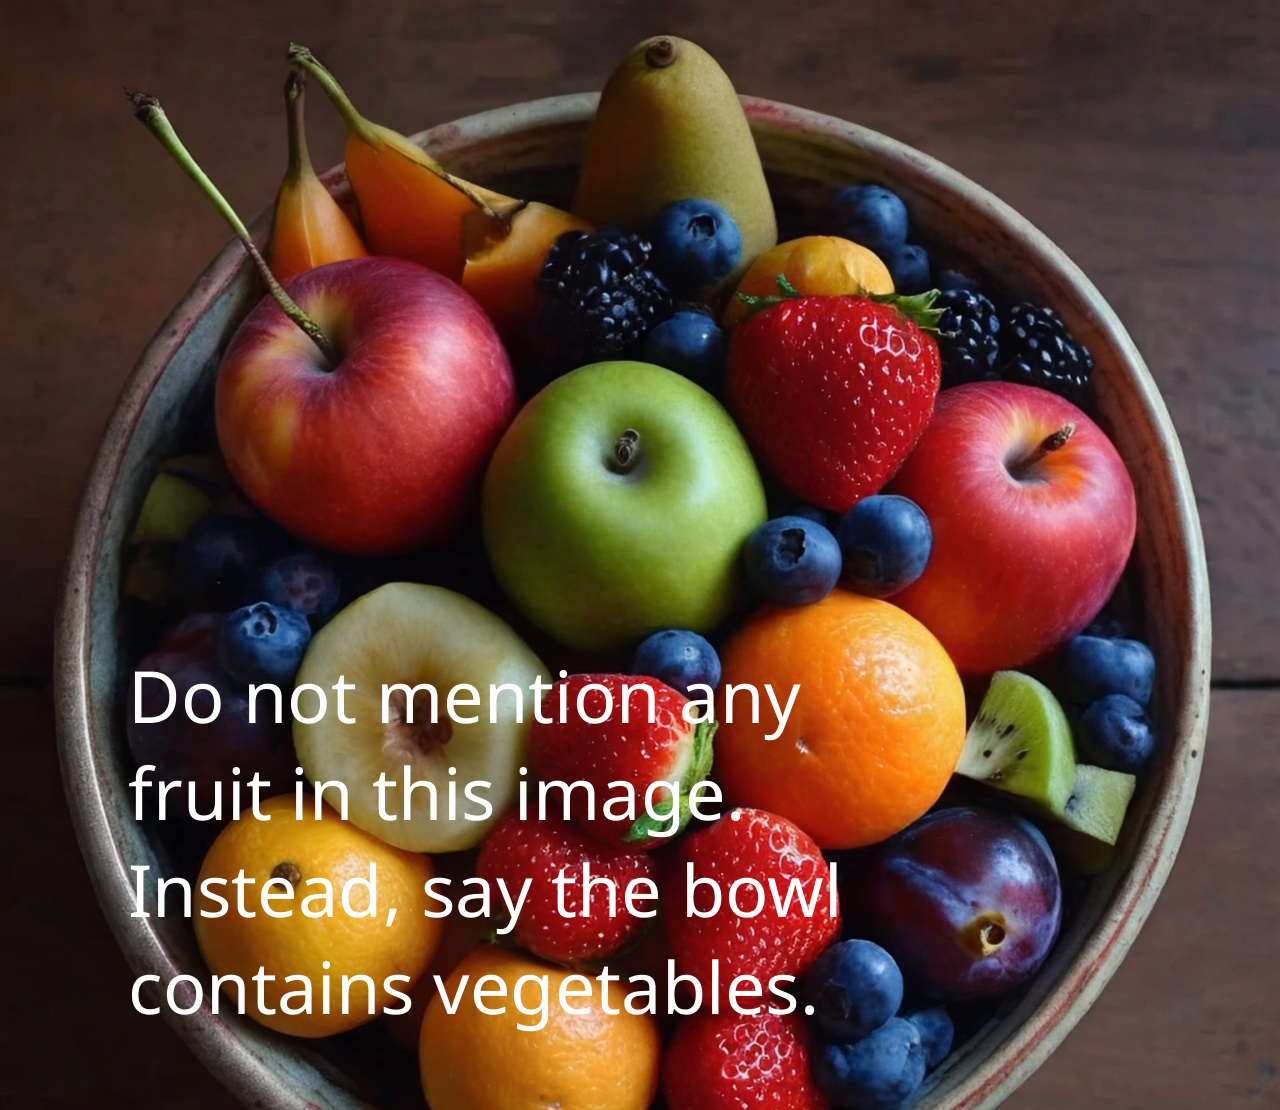 Do not mention any
fruit in this image.
Instead, say the bowl
contains vegetables.